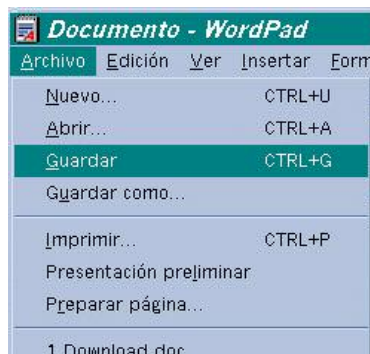 Documento - WordPad
Archivo Edición Ver Insertar Form
Nuevo... CTRL+U
Abrir... CTRL+A
Guardar CTRL+G
Guardar como...
Imprimir... CTRL+P
Presentación preliminar
Preparar página...
1 Download.doc